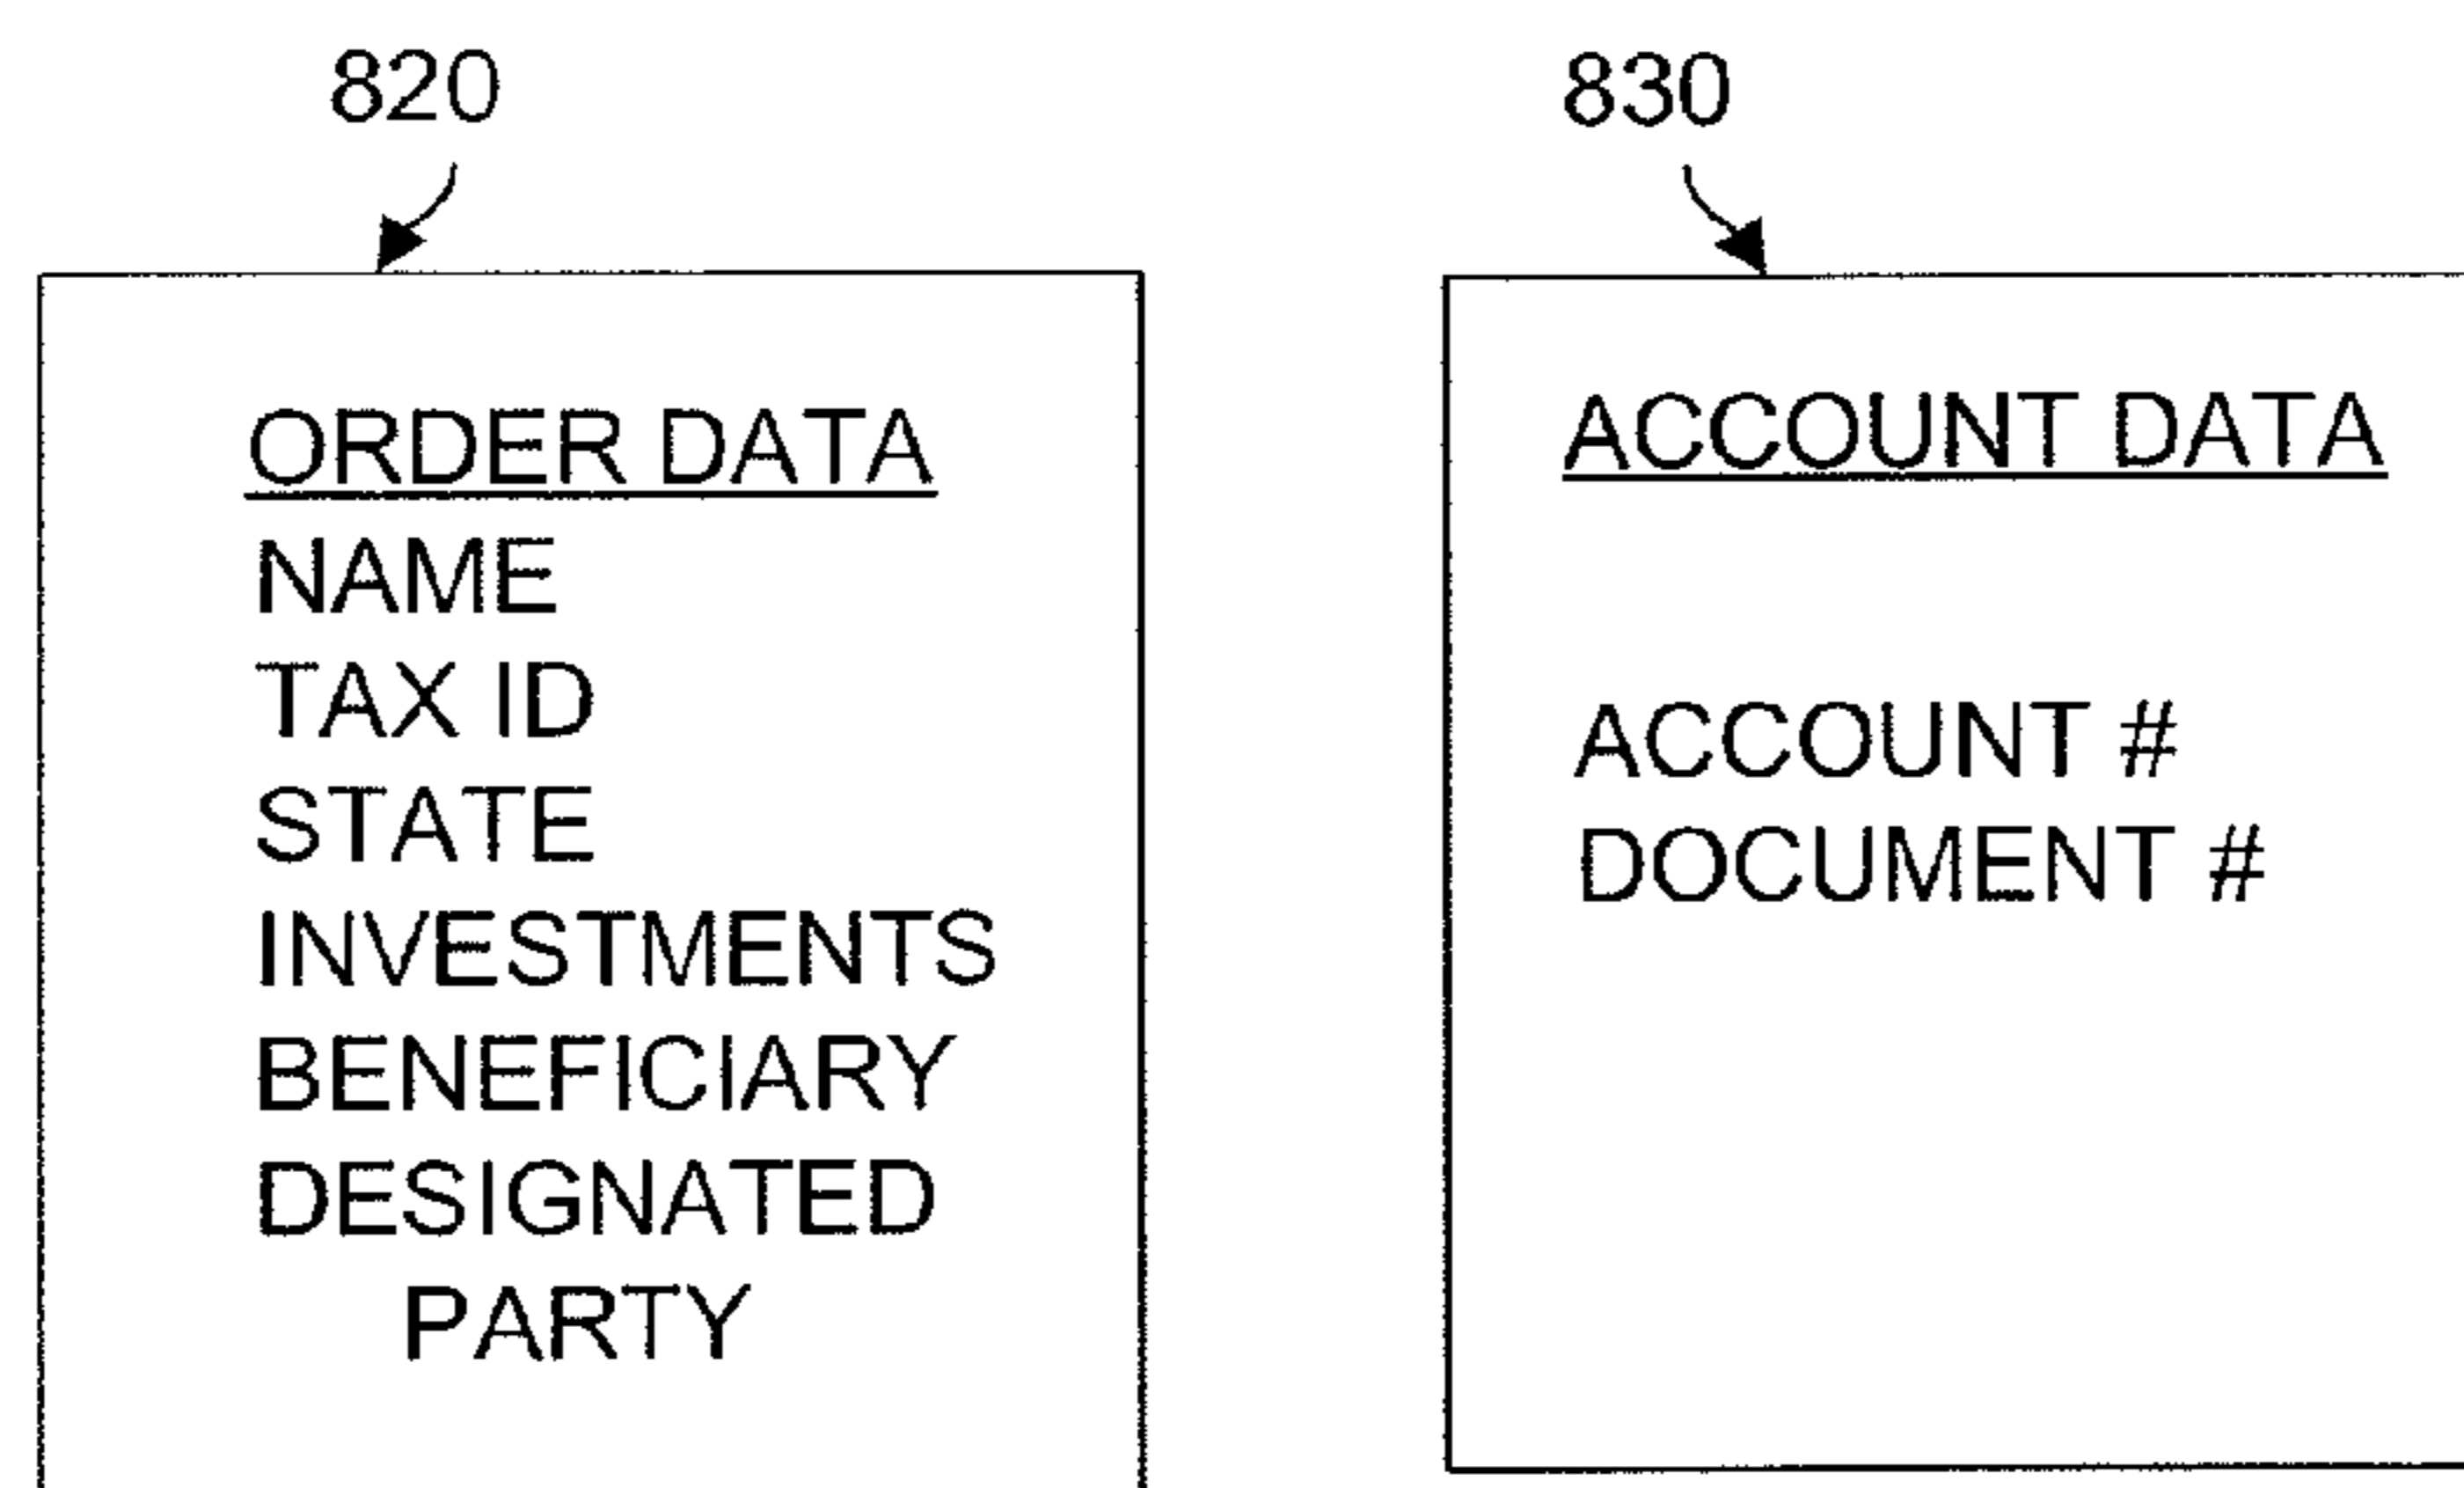 820
ORDER DATA
NAME
TAX ID
STATE
INVESTMENTS
BENEFICIARY
DESIGNATED
PARTY
830
ACCOUNT DATA
ACCOUNT #
DOCUMENT #